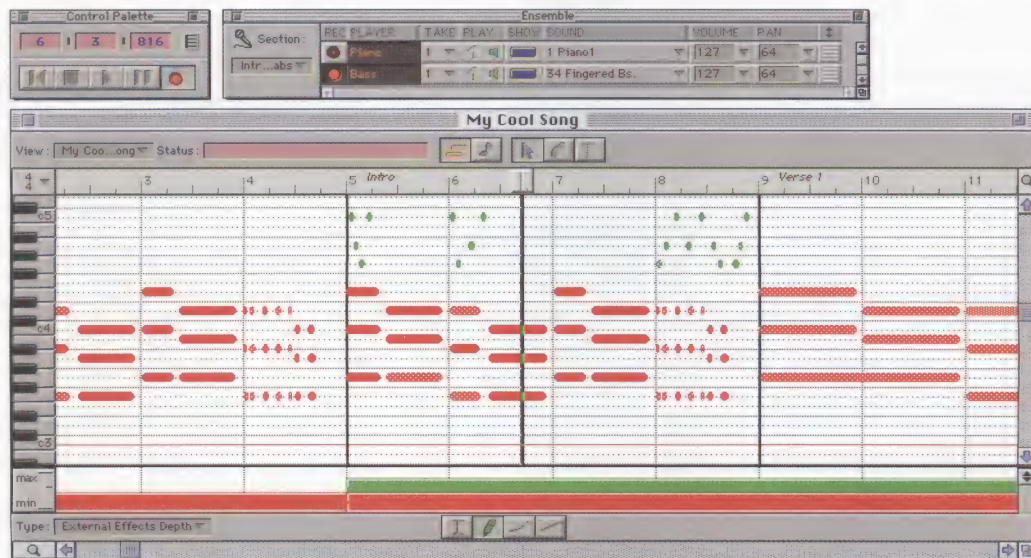 Control Palette
6 3 816
Ensemble
Section:
Intr...abs
REC PLAYER TAKE PLAY SHOW SOUND VOLUME PAN
Piano 1 1 Piano1 127 64
Bass 1 34 Fingered Bs. 127 64
My Cool Song
View: My Coo...ong Status:
4
4
3 4 5 Intro 6 7 8 9 Verse 1 10 11
c5
c4
c3
max
min
Type: External Effects Depth